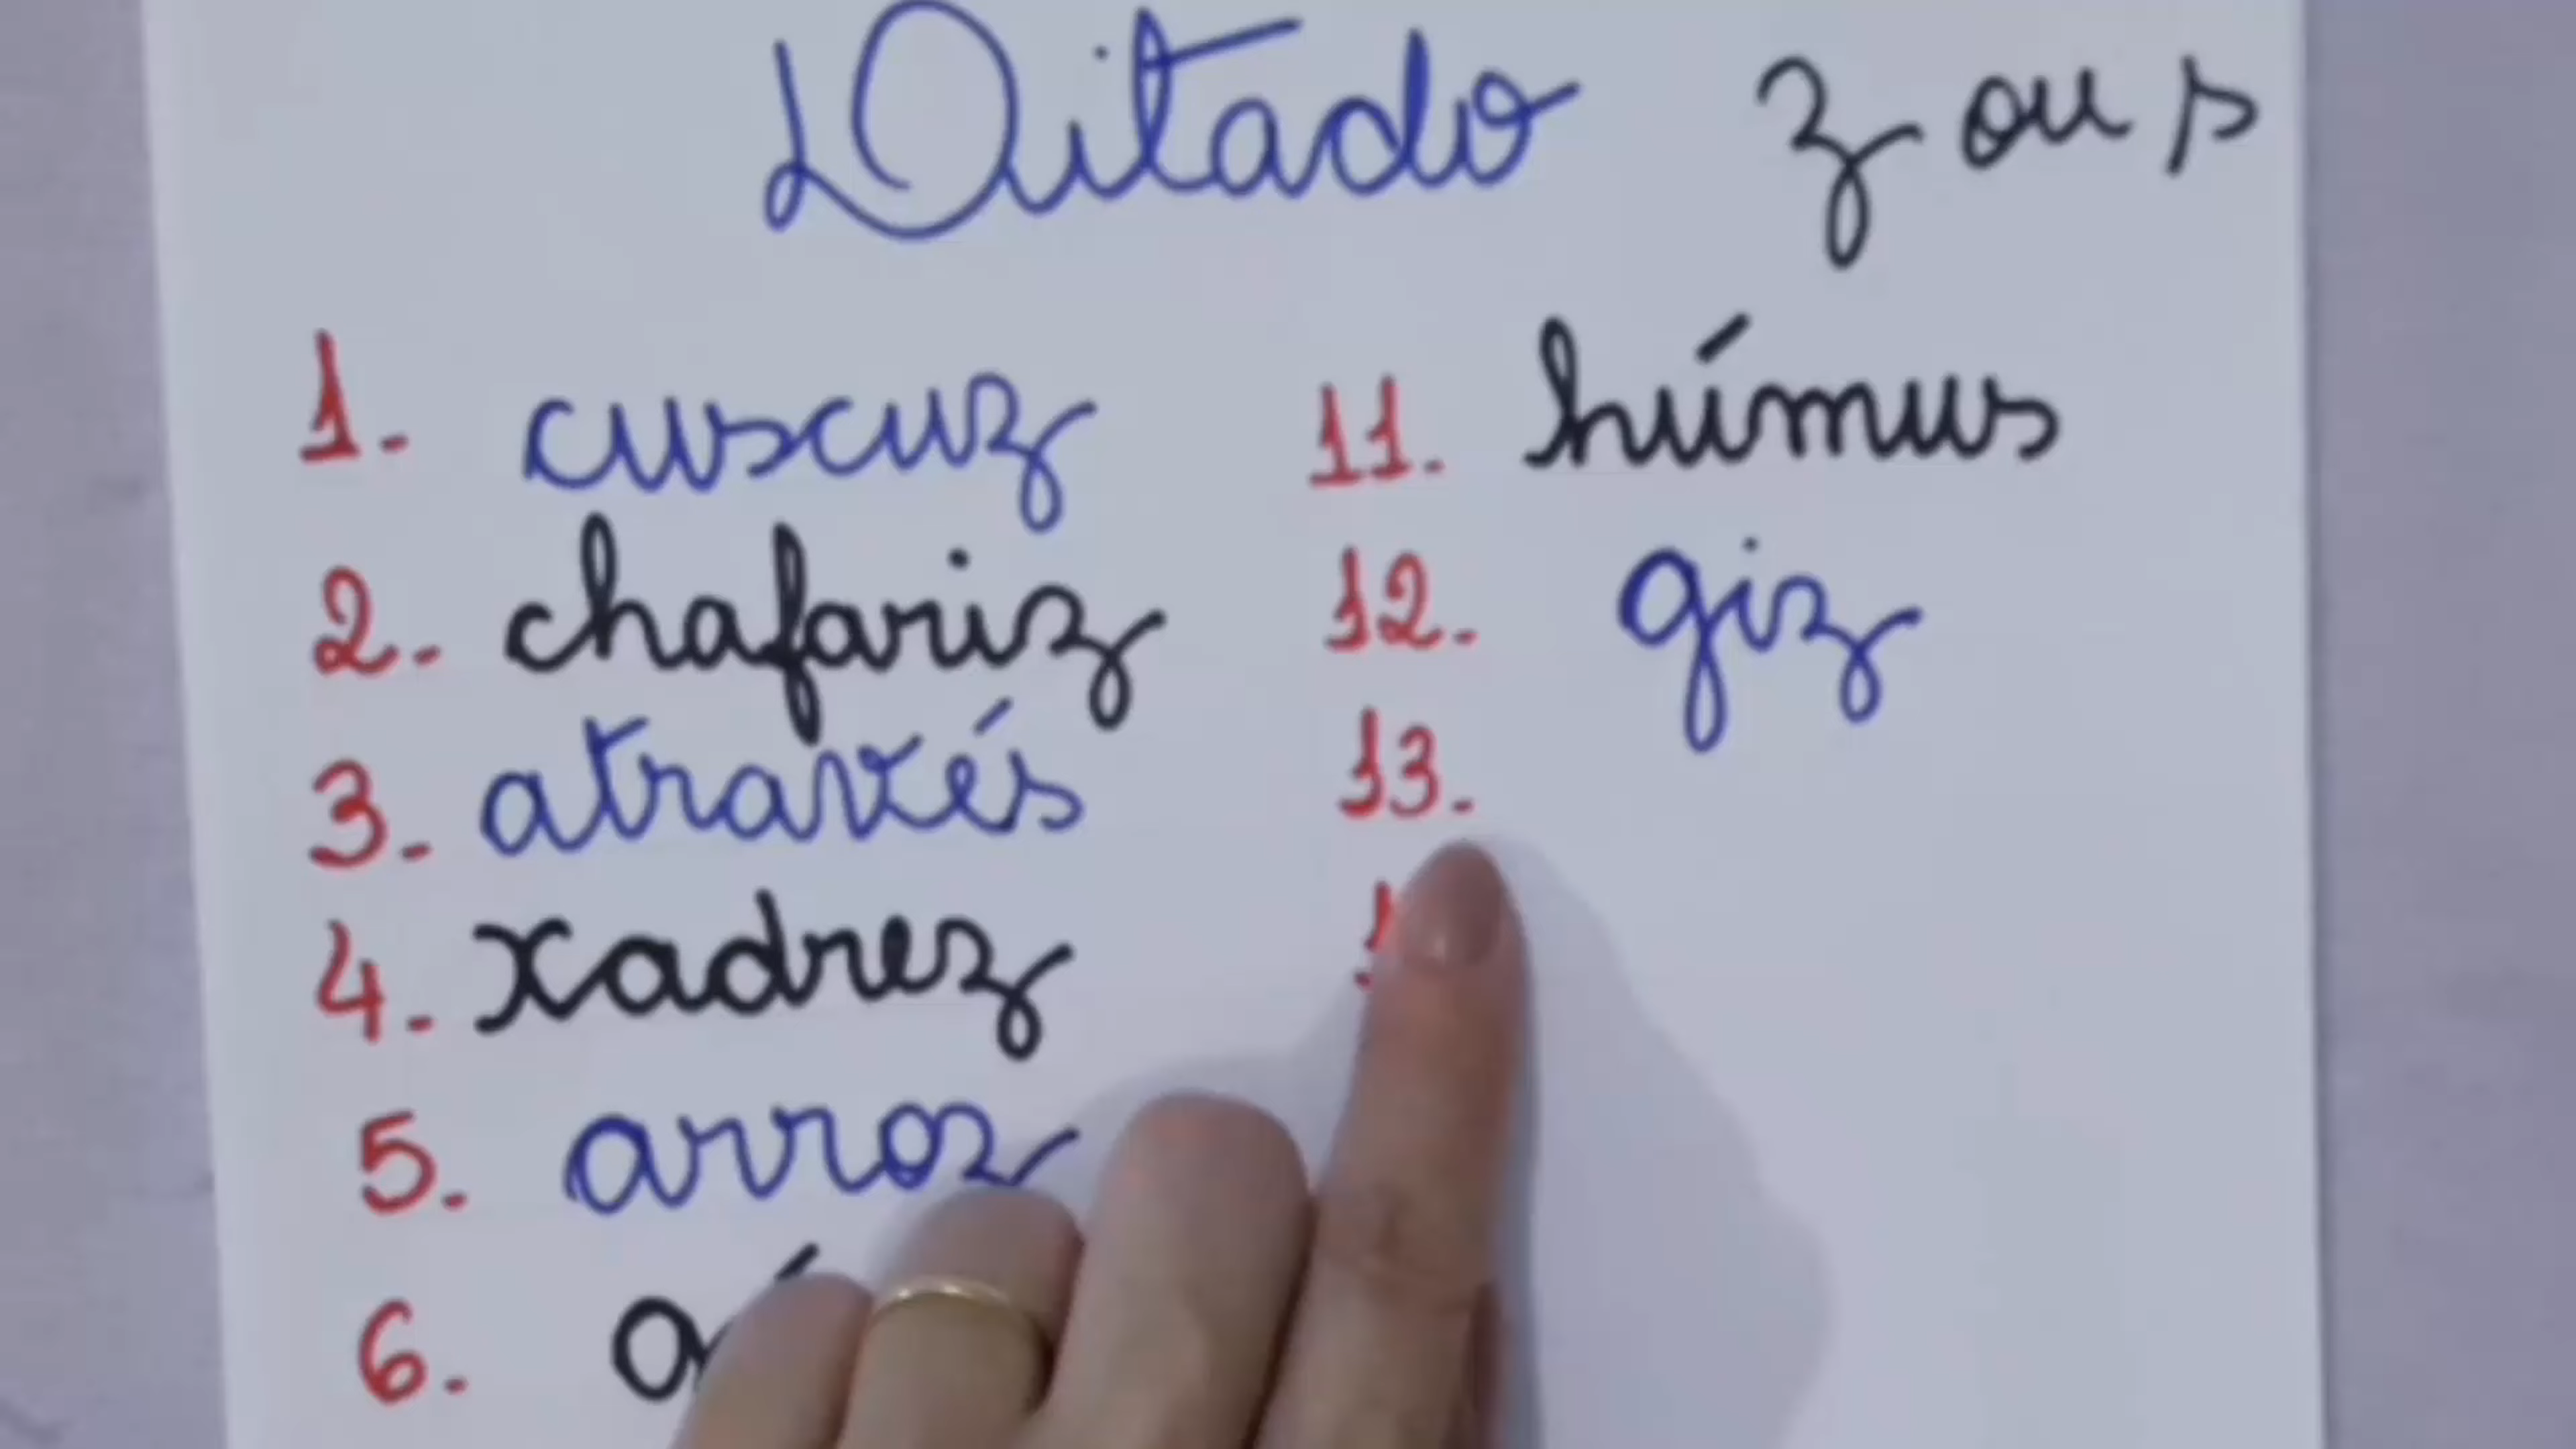 Ditado z ou s
1. cuscuz
2. chafariz
3. através
4. xadrez
5. arroz
6.
11. húmus
12. giz
13.